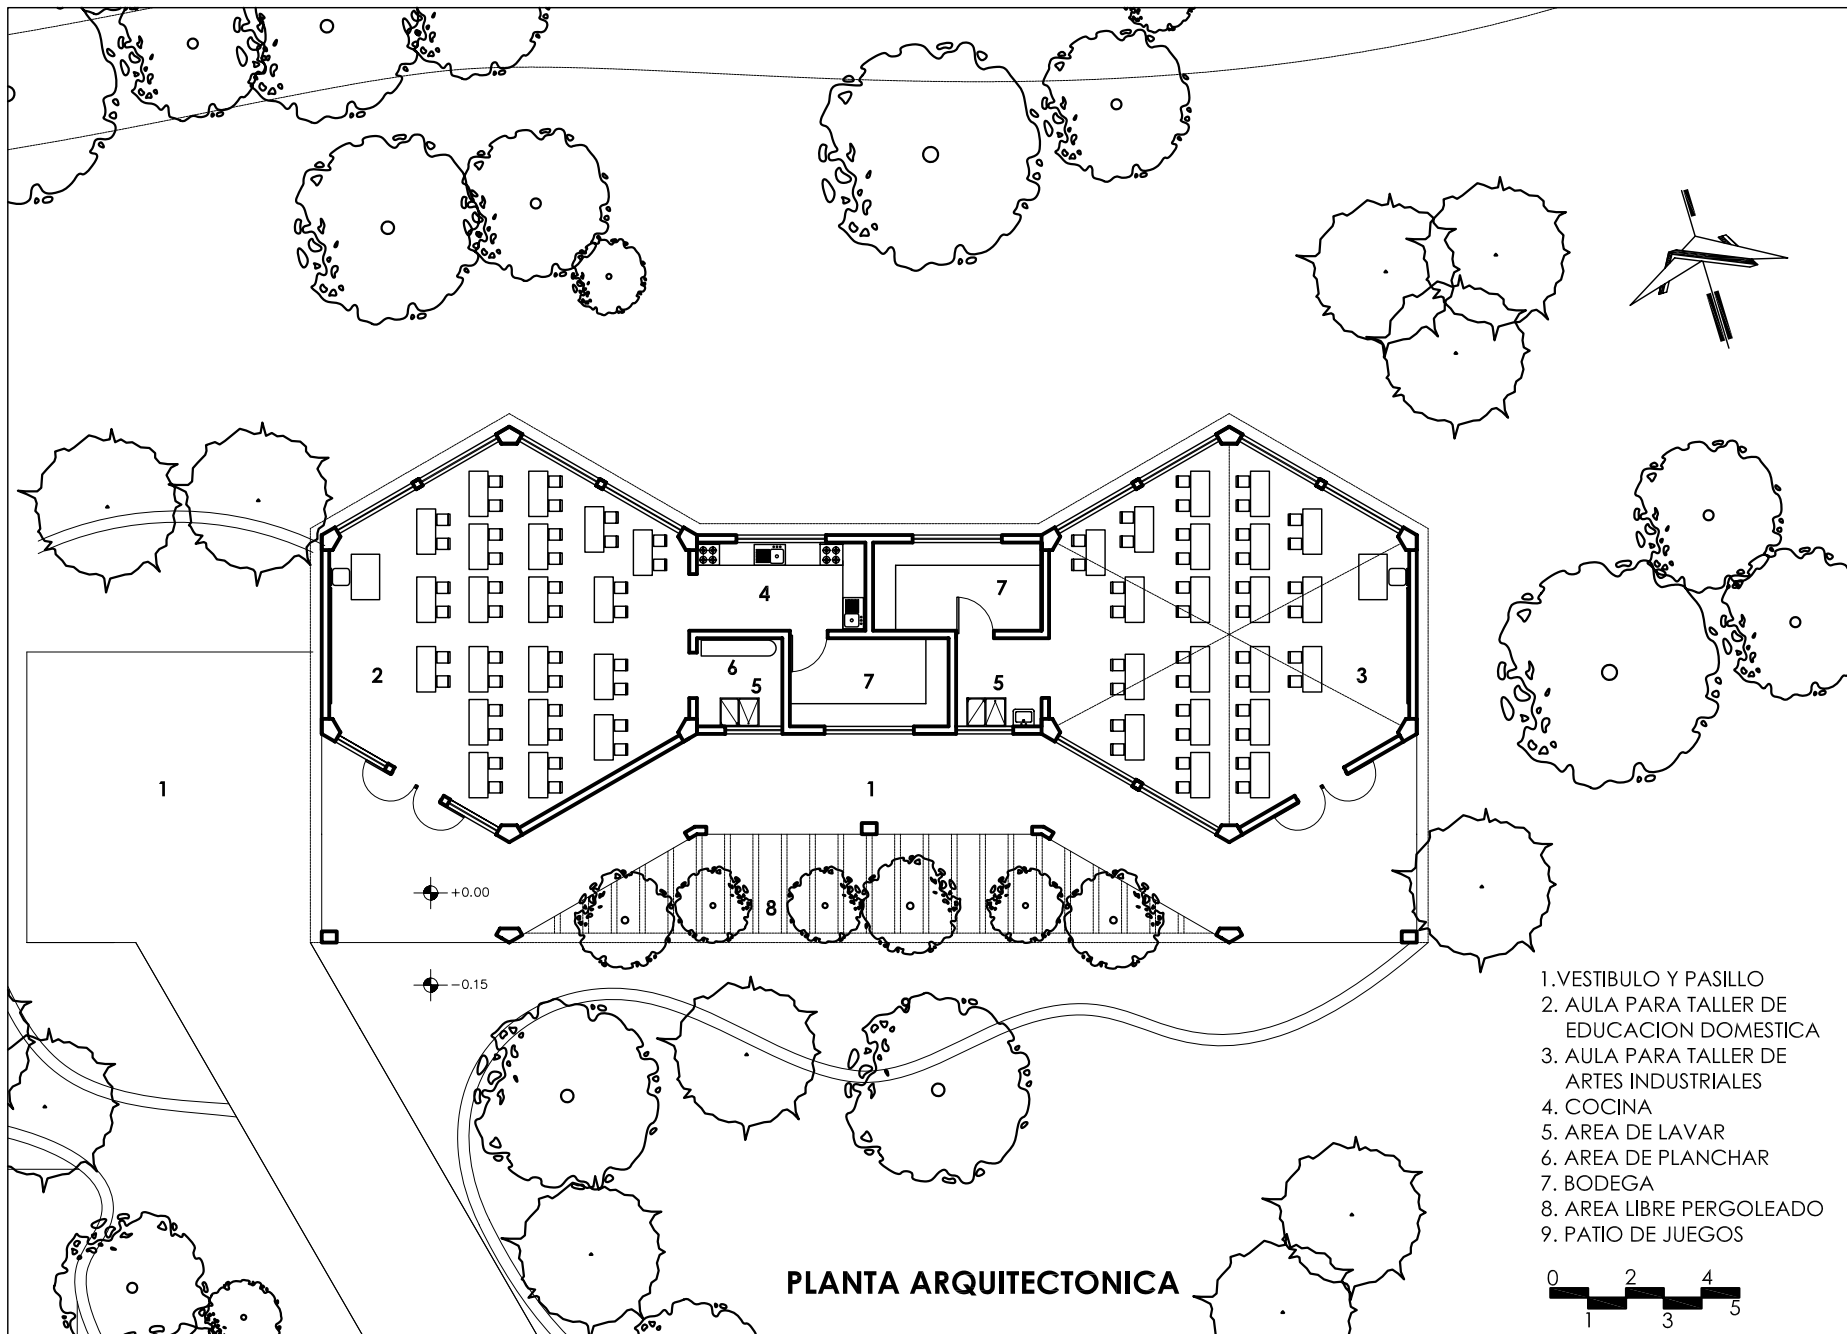 4
7
6
5
7
5
2
3
1
1
+0.00
8
-0.15
1.VESTIBULO Y PASILLO
2. AULA PARA TALLER DE
EDUCACION DOMESTICA
3. AULA PARA TALLER DE
ARTES INDUSTRIALES
4. COCINA
5. AREA DE LAVAR
6. AREA DE PLANCHAR
7. BODEGA
8. AREA LIBRE PERGOLEADO
9. PATIO DE JUEGOS
PLANTA ARQUITECTONICA
0 2 4
1 3 5